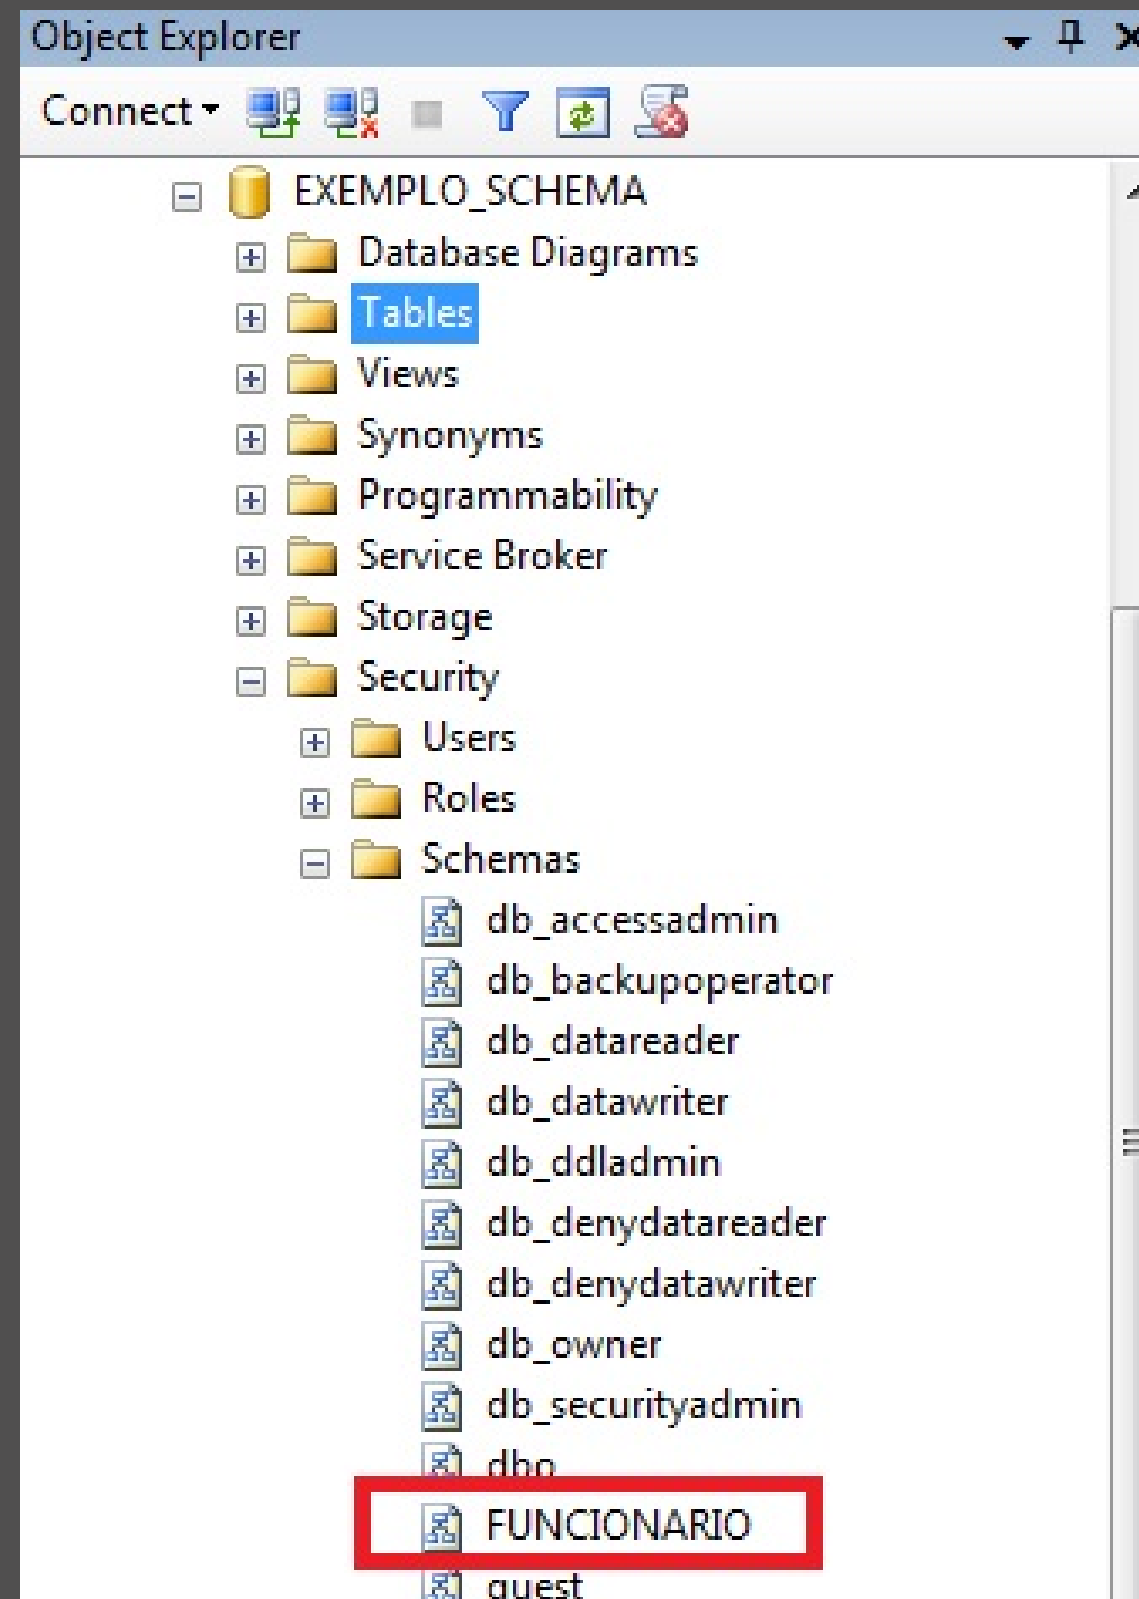 Object Explorer
Connect
EXEMPLO_SCHEMA
Database Diagrams
Tables
Views
Synonyms
Programmability
Service Broker
Storage
Security
Users
Roles
Schemas
db_accessadmin
db_backupoperator
db_datareader
db_datawriter
db_ddladmin
db_denydatareader
db_denydatawriter
db_owner
db_securityadmin
dbo
FUNCIONARIO
guest